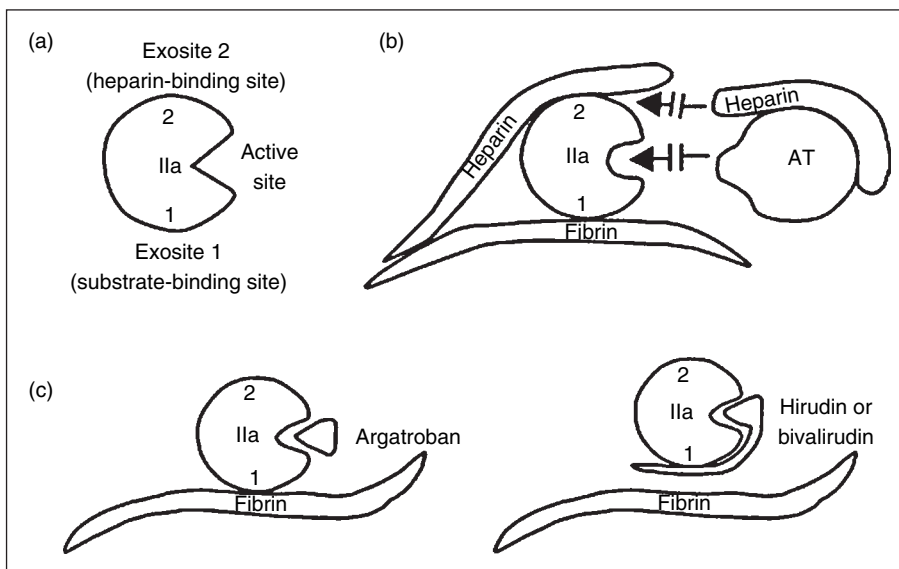 (a)
Exosite 2
(heparin-binding site)
2
IIa
Active
site
1
Exosite 1
(substrate-binding site)
(b)
Heparin
2
IIa
1
Fibrin
Heparin
AT
(c)
2
IIa
Argatroban
1
Fibrin
2
IIa
Hirudin or
bivalirudin
1
Fibrin